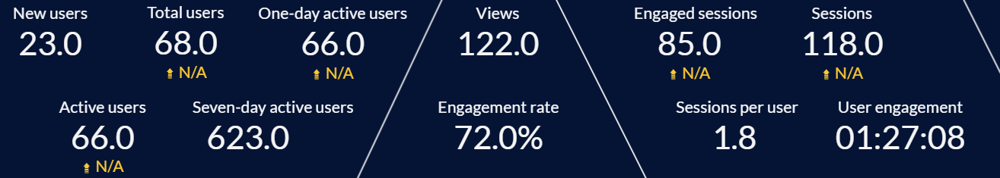 New users
23.0
Total users
68.0
N/A
One-day active users
66.0
N/A
Active users
66.0
N/A
Seven-day active users
623.0
Views
122.0
Engagement rate
72.0%
Engaged sessions
85.0
N/A
Sessions
118.0
N/A
Sessions per user
1.8
User engagement
01:27:08